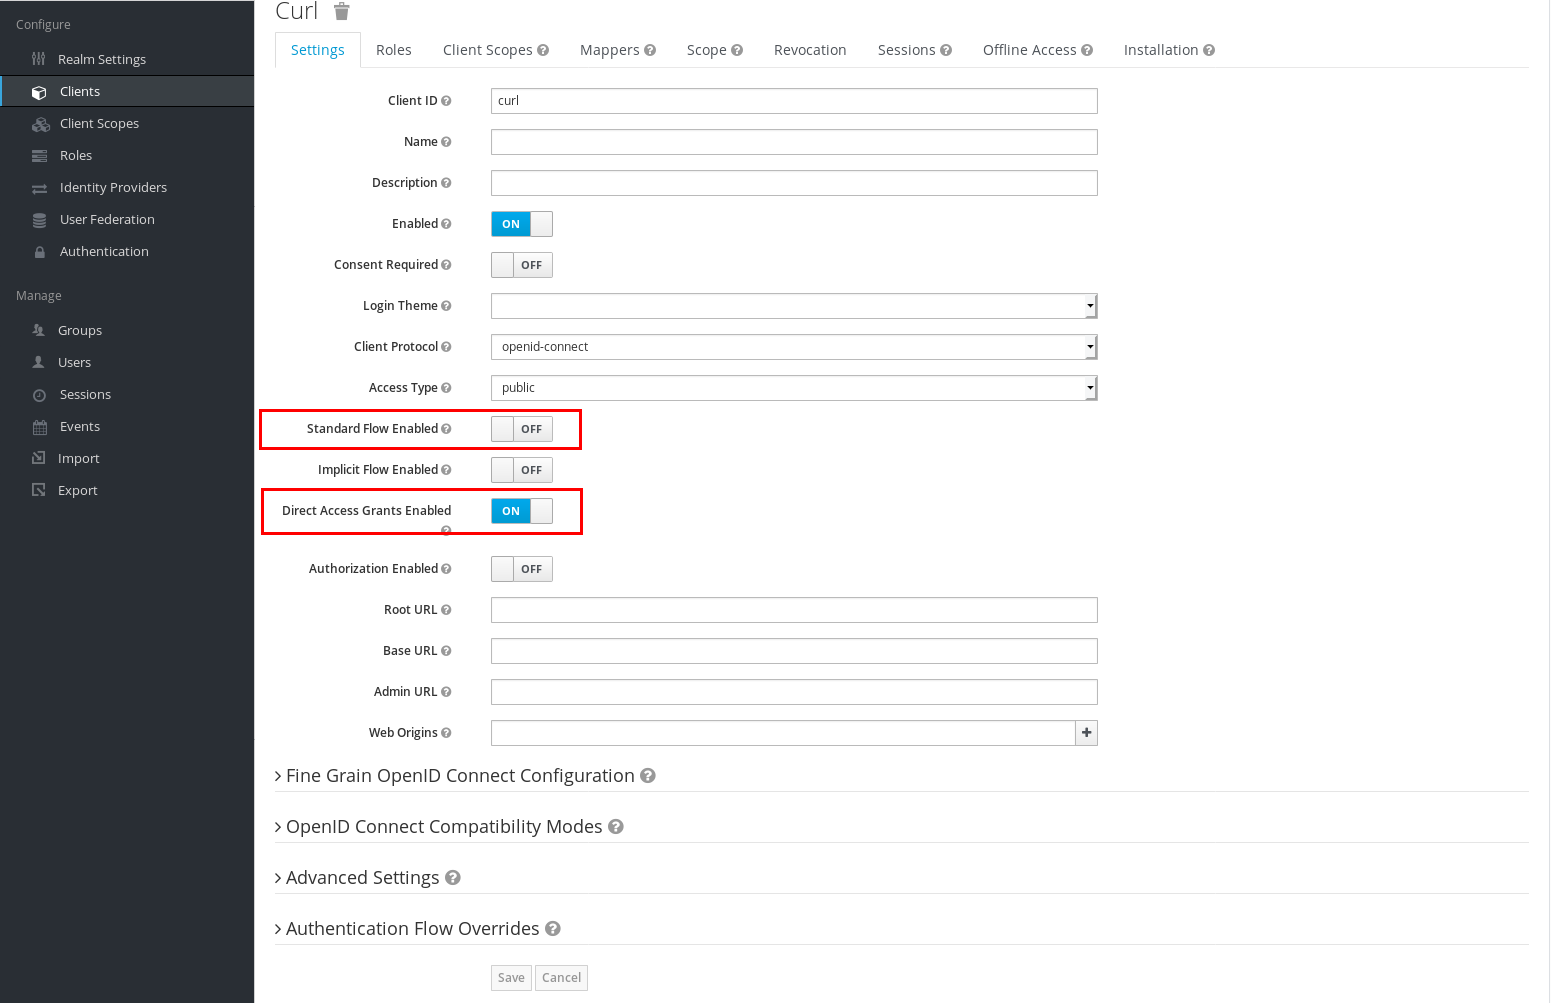 Configure
Realm Settings
Clients
Client Scopes
Roles
Identity Providers
User Federation
Authentication
Manage
Groups
Users
Sessions
Events
Import
Export
Curl
Settings Roles Client Scopes Mappers Scope Revocation Sessions Offline Access Installation
Client ID curl
Name
Description
Enabled ON
Consent Required OFF
Login Theme
Client Protocol openid-connect
Access Type public
Standard Flow Enabled OFF
Implicit Flow Enabled OFF
Direct Access Grants Enabled ON
Authorization Enabled OFF
Root URL
Base URL
Admin URL
Web Origins
Fine Grain OpenID Connect Configuration
OpenID Connect Compatibility Modes
Advanced Settings
Authentication Flow Overrides
Save Cancel